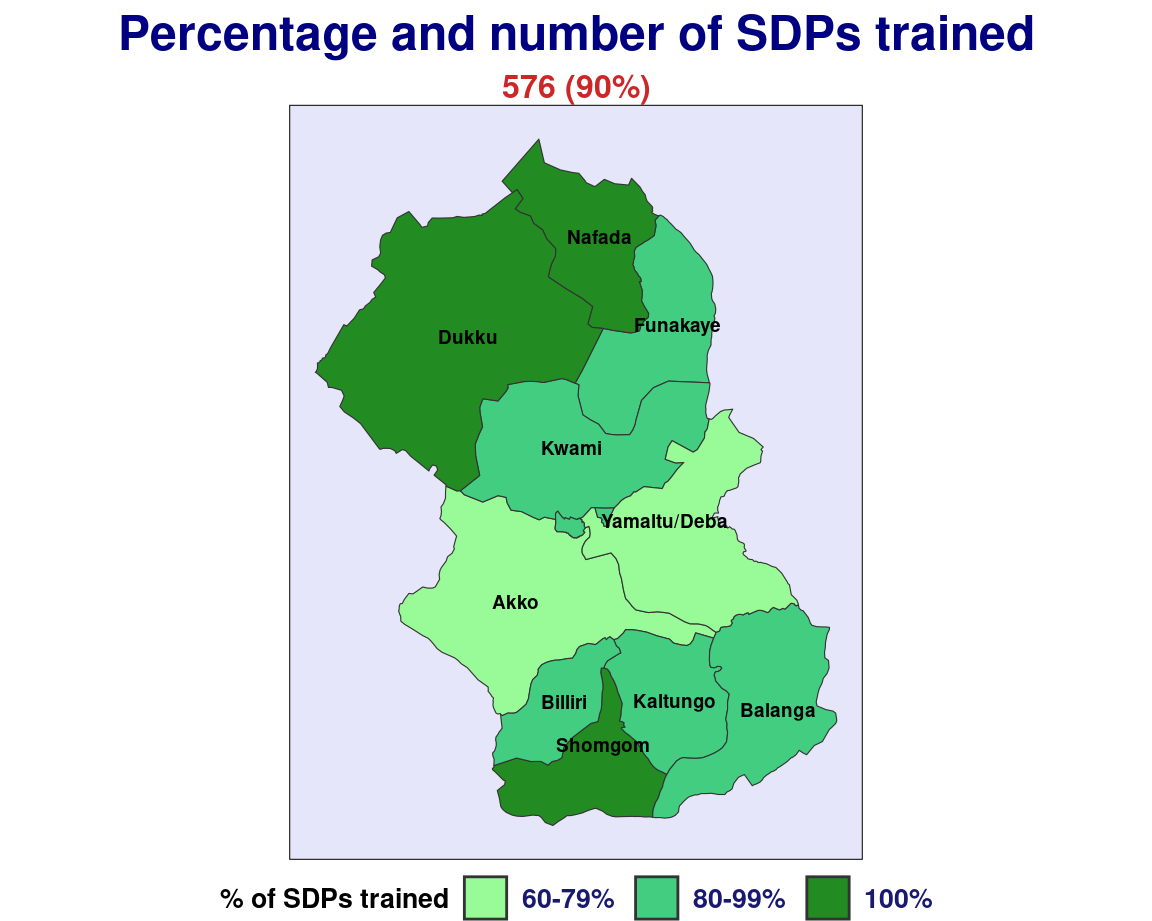 Percentage and number of SDPs trained
576 (90%)
Nafada
Funakaye
Dukku
Kwami
Yamaltu/Deba
Akko
Billiri
Kaltungo
Balanga
Shomgom
% of SDPs trained 60-79% 80-99% 100%